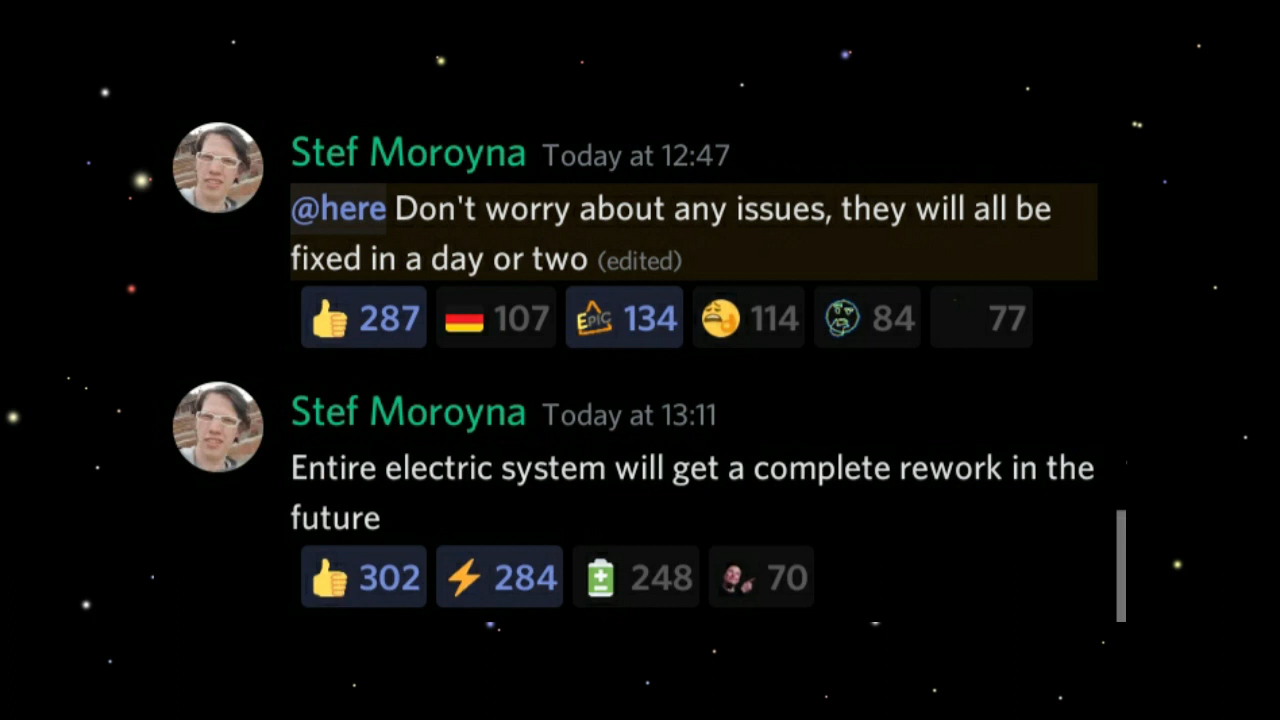 Stef Moroyna Today at 12:47
@here Don't worry about any issues, they will all be
fixed in a day or two (edited)
287 107 EPIC 134 114 84 77
Stef Moroyna Today at 13:11
Entire electric system will get a complete rework in the
future
302 284 248 70